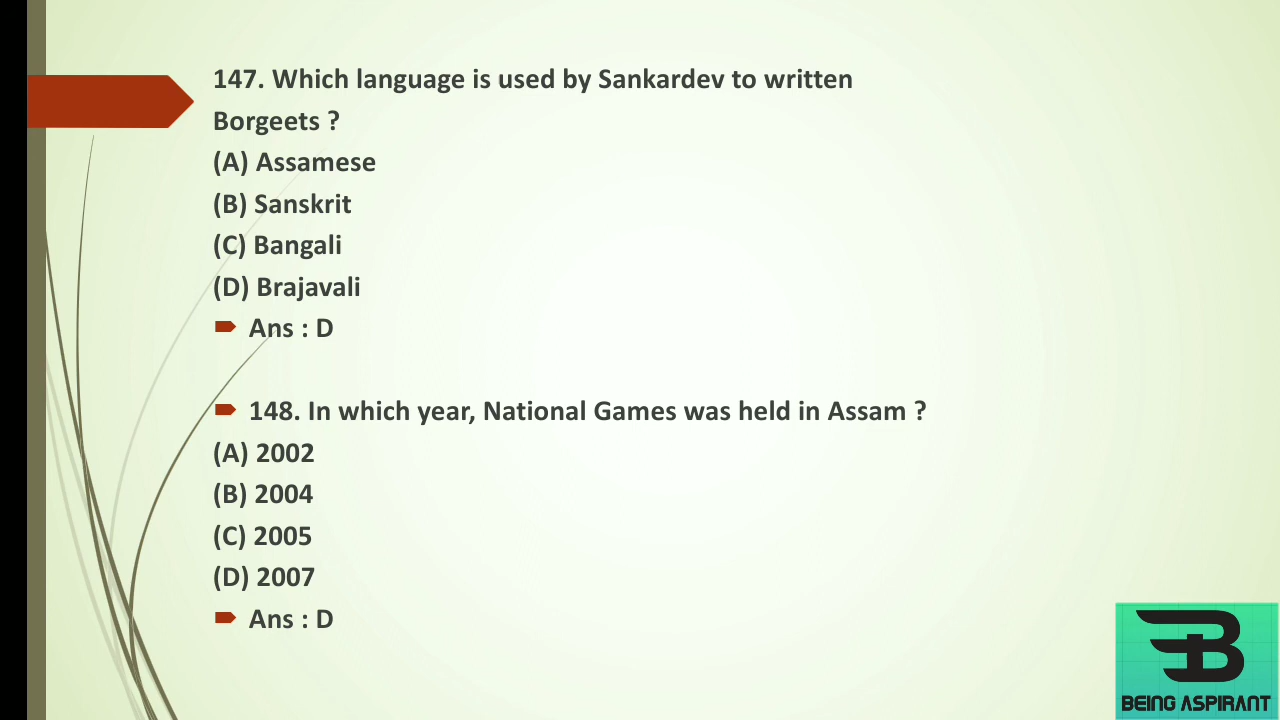 147. Which language is used by Sankardev to written
Borgeets ?
(A) Assamese
(B) Sanskrit
(C) Bangali
(D) Brajavali
Ans : D
148. In which year, National Games was held in Assam ?
(A) 2002
(B) 2004
(C) 2005
(D) 2007
Ans : D
BEING ASPIRANT